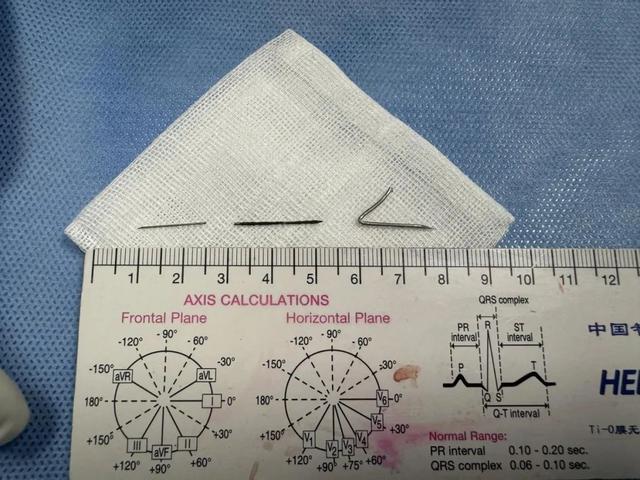 1 2 3 4 5 6 7 8 9 10 11 12
AXIS CALCULATIONS
Frontal Plane
-90°
-120° -60°
-150° -30°
aVR aVL
180° I 0°
+150° +30°
III aVF II
+120° +90° +60°
Horizontal Plane
-90°
-120° -60°
-150° -30°
180° V6 0°
V5
+150° +30°
V1 V2 V3 V4
+120° +90° +75° +60°
QRS complex
PR interval
R
ST interval
P
T
Q S
Q-T interval
Normal Range:
PR interval 0.10 - 0.20 sec.
QRS complex 0.06 - 0.10 sec.
中国
HE
Ti-O膜元